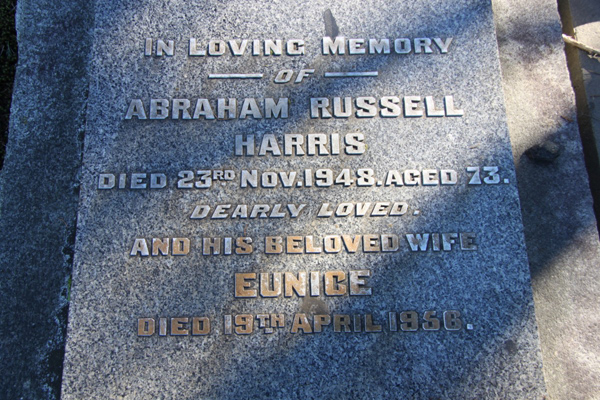 IN LOVING MEMORY
OF
ABRAHAM RUSSELL
HARRIS
DIED 23RD NOV. 1948. AGED 73.
DEARLY LOVED.
AND HIS BELOVED WIFE
EUNICE
DIED 19TH APRIL 1956.